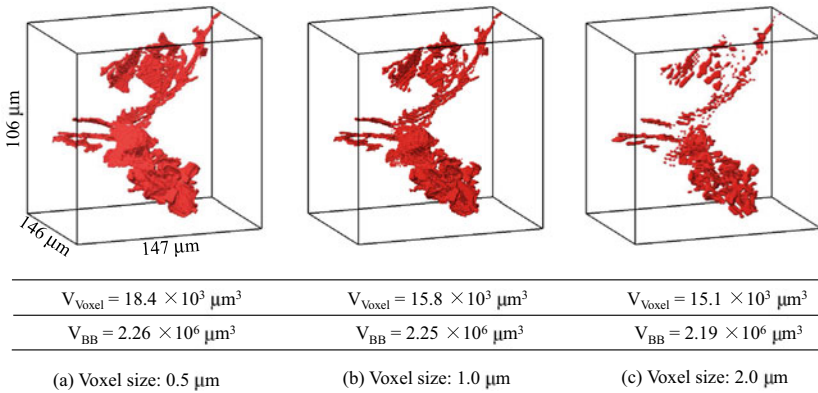 106 μm
146 μm
147 μm
V_Voxel = 18.4 ×10³ μm³ V_Voxel = 15.8 ×10³ μm³ V_Voxel = 15.1 ×10³ μm³
V_BB = 2.26 ×10⁶ μm³ V_BB = 2.25 ×10⁶ μm³ V_BB = 2.19 ×10⁶ μm³
(a) Voxel size: 0.5 μm (b) Voxel size: 1.0 μm (c) Voxel size: 2.0 μm